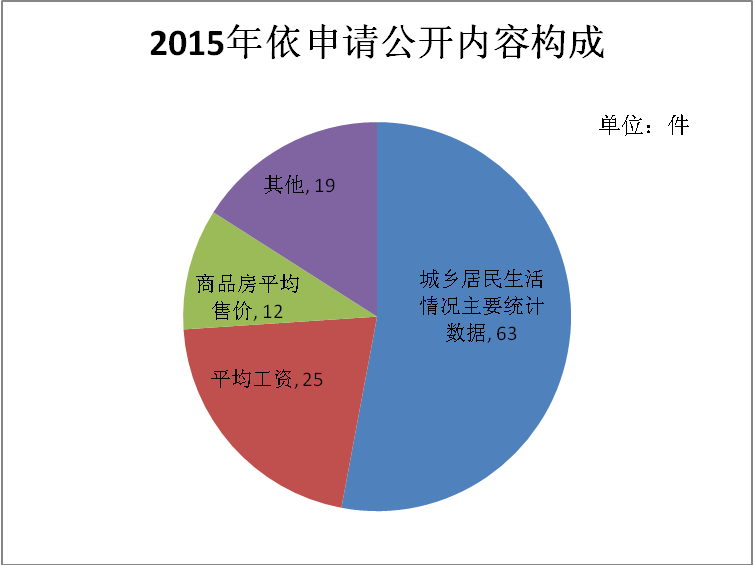 2015年依申请公开内容构成
单位：件
其他, 19
城乡居民生活
情况主要统计
数据, 63
商品房平均
售价, 12
平均工资, 25